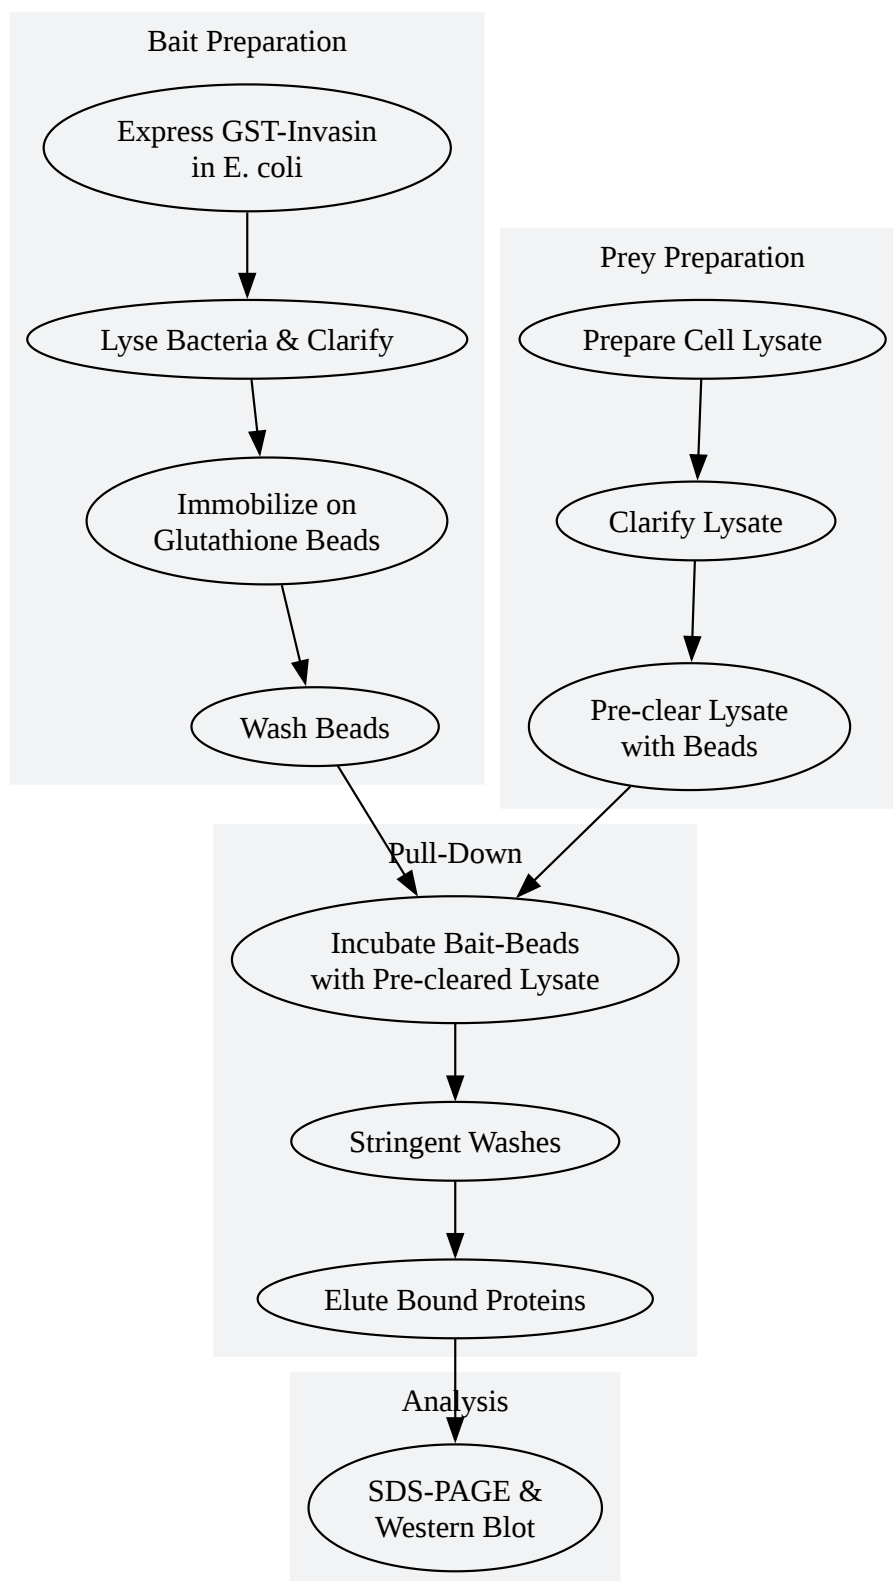 Bait Preparation
Express GST-Invasin
in E. coli
Lyse Bacteria & Clarify
Immobilize on
Glutathione Beads
Wash Beads
Prey Preparation
Prepare Cell Lysate
Clarify Lysate
Pre-clear Lysate
with Beads
Pull-Down
Incubate Bait-Beads
with Pre-cleared Lysate
Stringent Washes
Elute Bound Proteins
Analysis
SDS-PAGE &
Western Blot